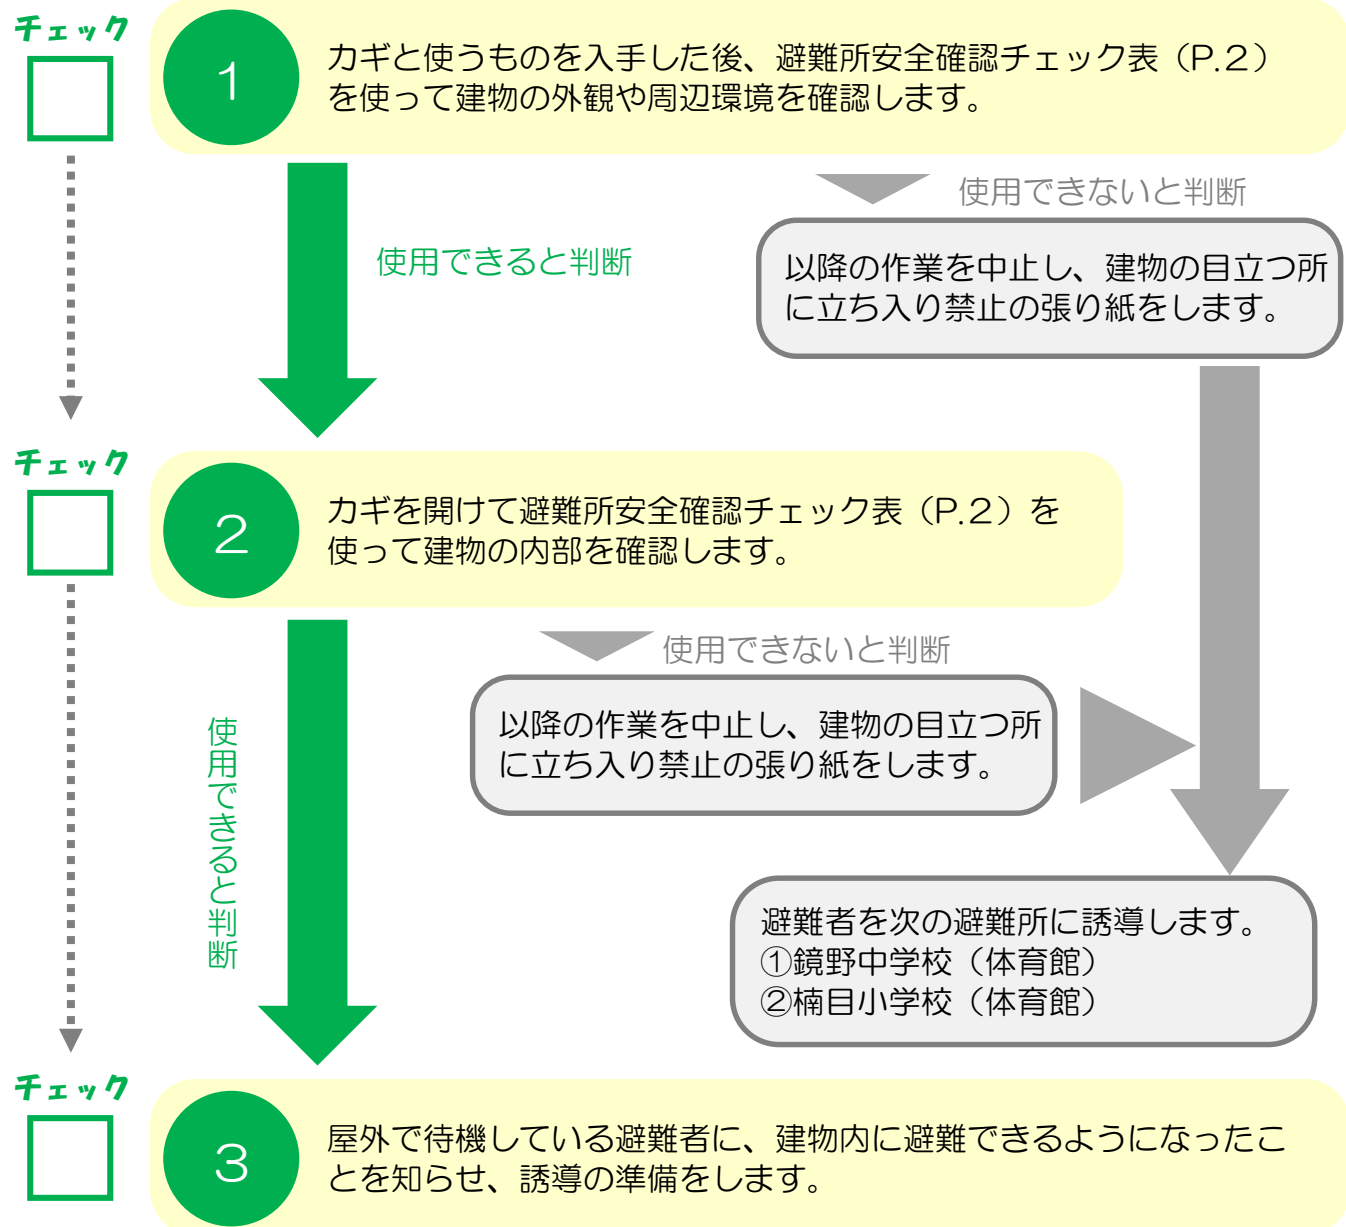 チェック
1
カギと使うものを入手した後、避難所安全確認チェック表（P.2）
を使って建物の外観や周辺環境を確認します。
使用できないと判断
使用できると判断
以降の作業を中止し、建物の目立つ所
に立ち入り禁止の張り紙をします。
チェック
2
カギを開けて避難所安全確認チェック表（P.2）を
使って建物の内部を確認します。
使用できないと判断
以降の作業を中止し、建物の目立つ所
に立ち入り禁止の張り紙をします。
使用できると判断
避難者を次の避難所に誘導します。
①鏡野中学校（体育館）
②楠目小学校（体育館）
チェック
3
屋外で待機している避難者に、建物内に避難できるようになったこ
とを知らせ、誘導の準備をします。